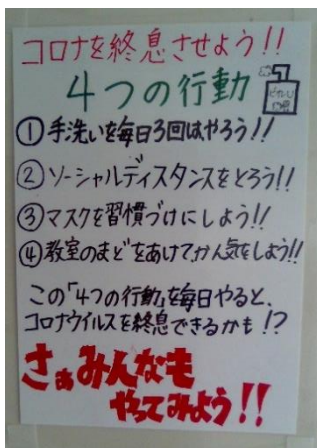 コロナを終息させよう!!
4つの行動
①手洗いを毎日3回はやろう!!
②ソーシャルディスタンスをとろう!!
③マスクを習慣づけにしよう!!
④教室のまどをあけてかん気をしよう!!
この「4つの行動」を毎日やると、
コロナウイルスを終息できるかも!?
さぁみんなも
やってみよう!!